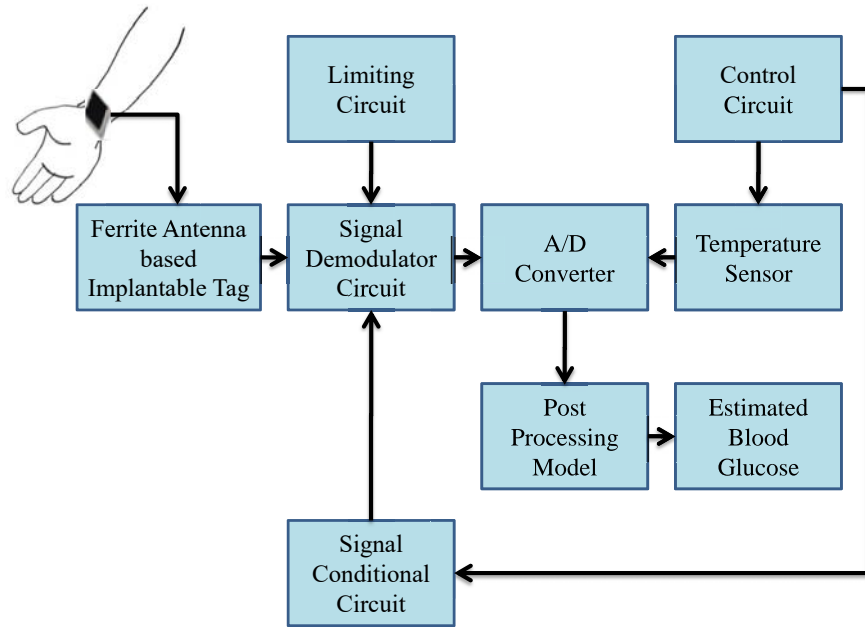 Limiting
Circuit
Control
Circuit
Ferrite Antenna
based
Implantable Tag
Signal
Demodulator
Circuit
A/D
Converter
Temperature
Sensor
Post
Processing
Model
Estimated
Blood
Glucose
Signal
Conditional
Circuit